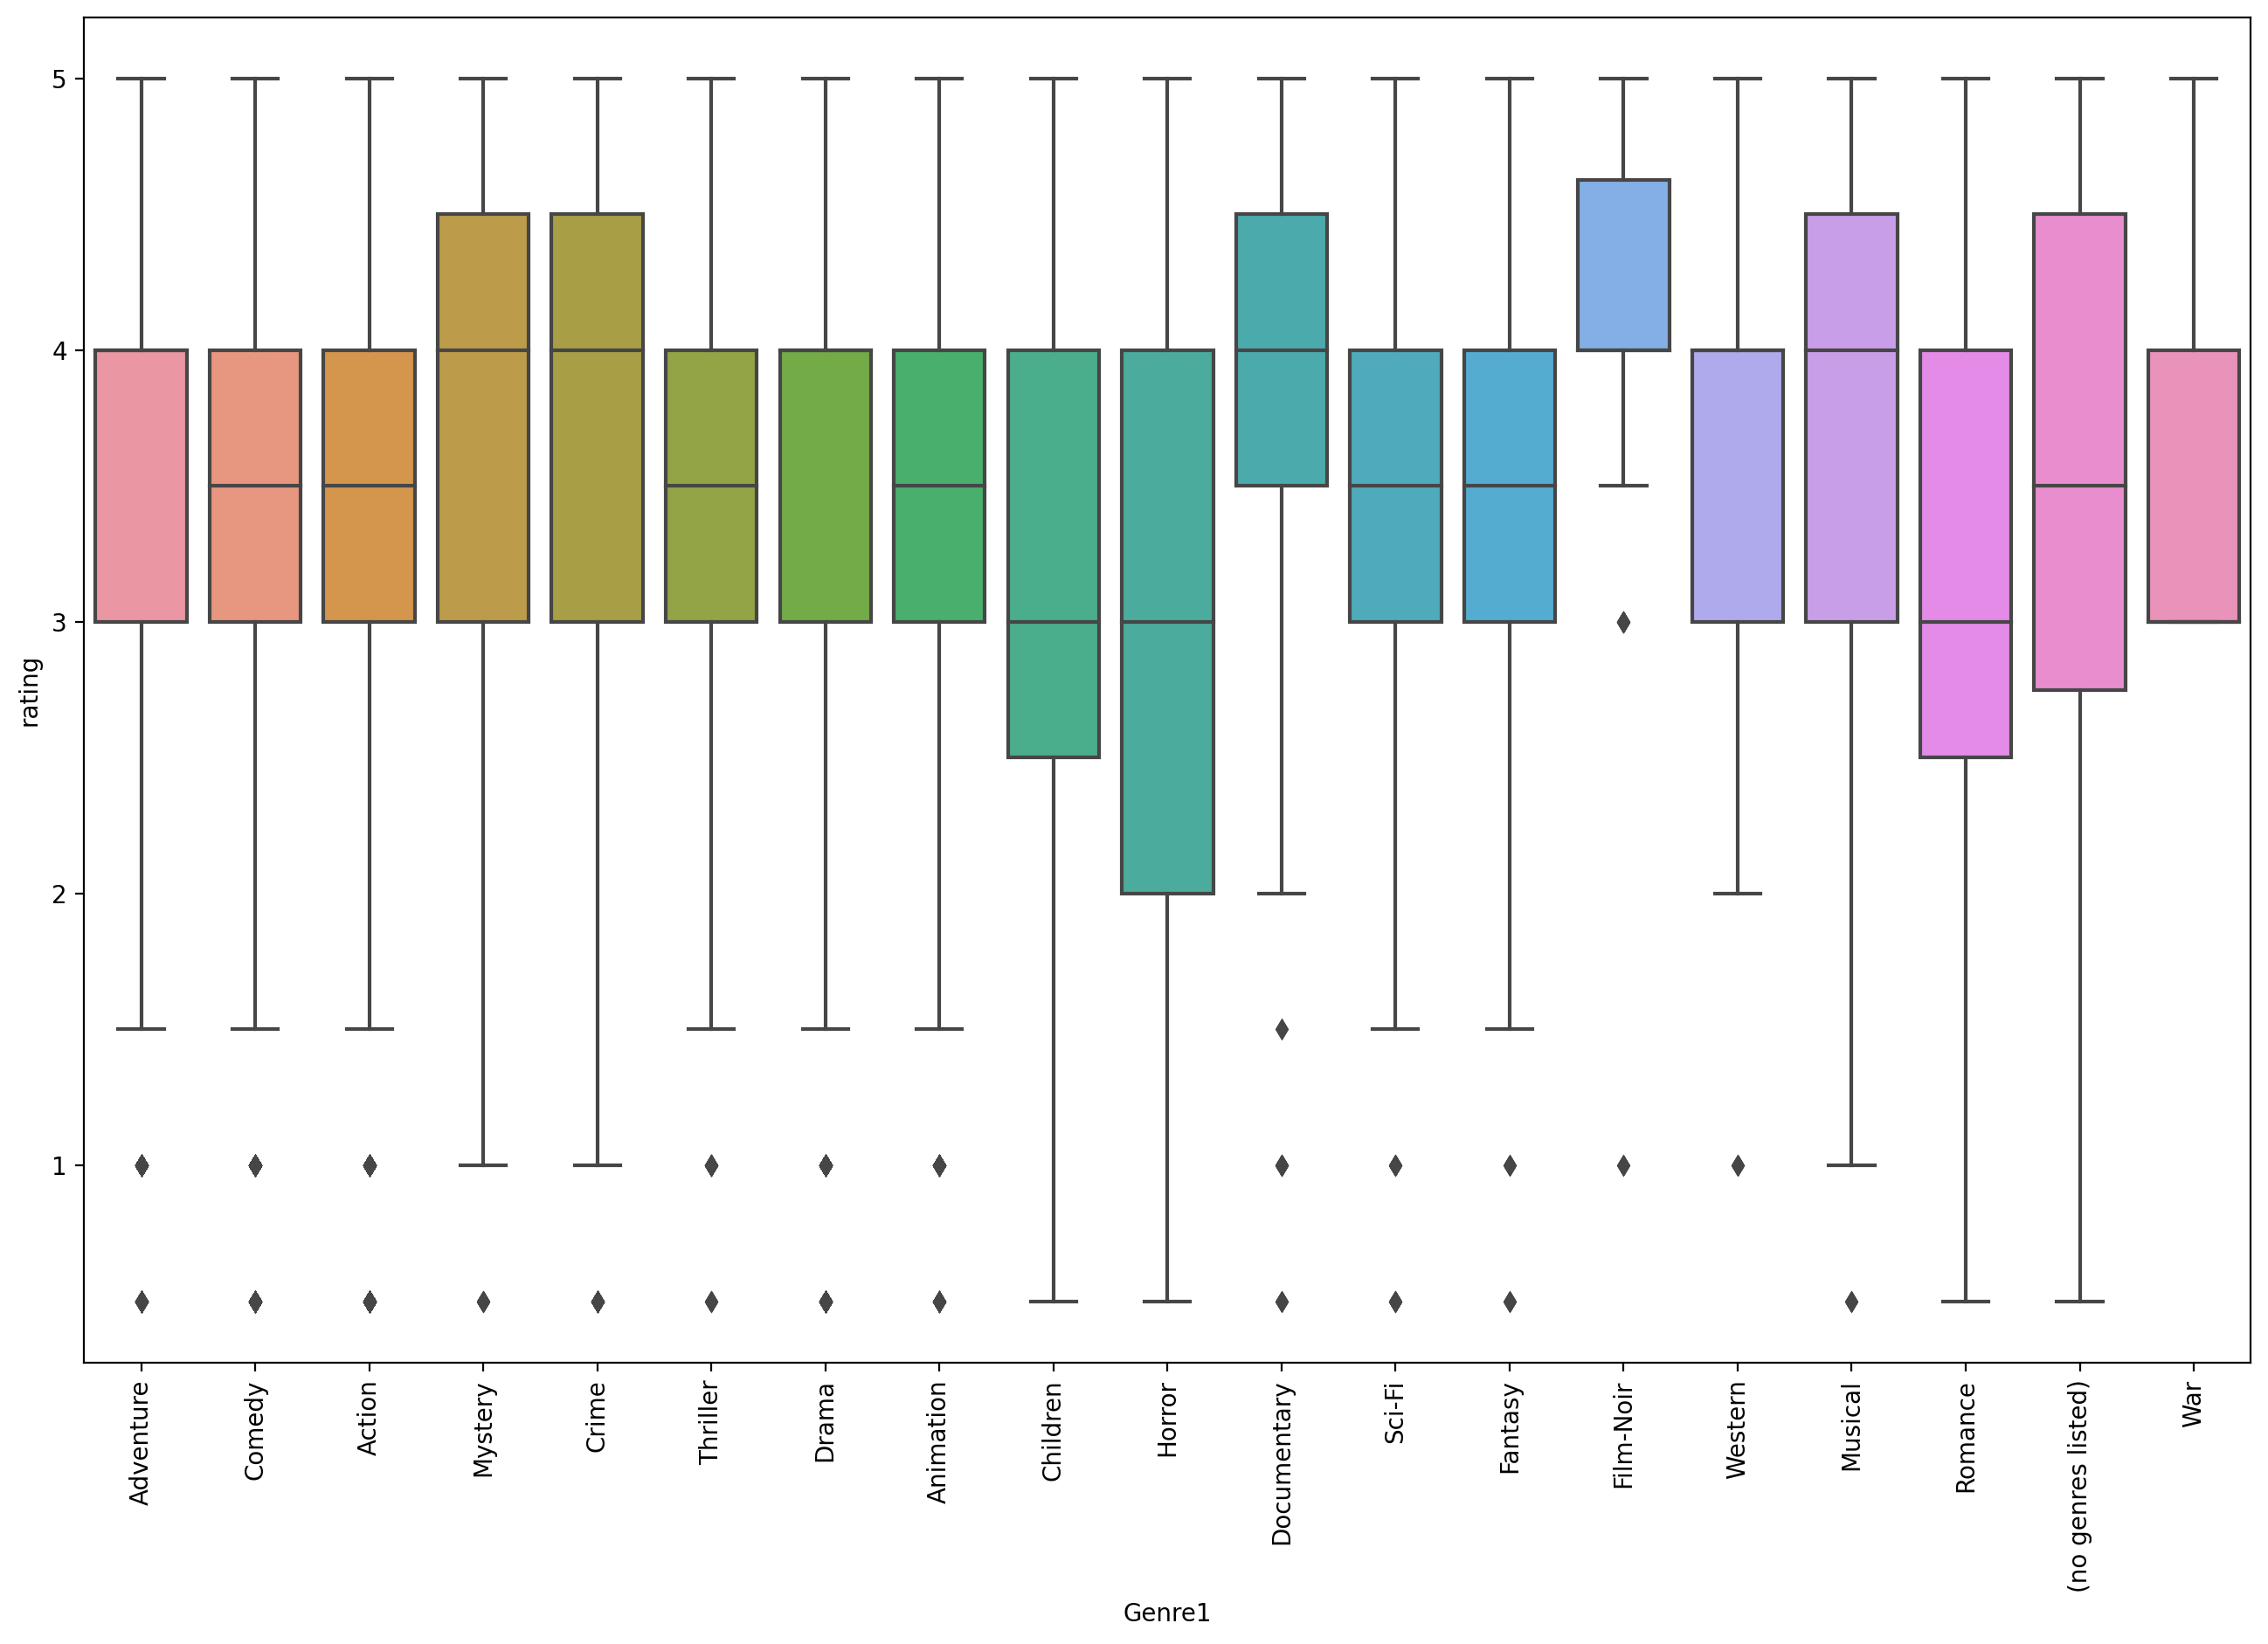 5
4
3
2
1
rating
Adventure
Comedy
Action
Mystery
Crime
Thriller
Drama
Animation
Children
Horror
Documentary
Sci-Fi
Fantasy
Film-Noir
Western
Musical
Romance
(no genres listed)
War
Genre1